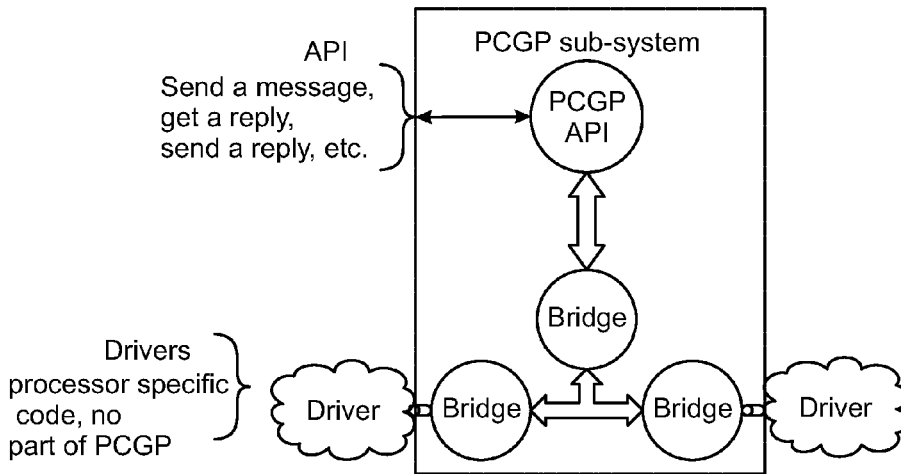 API
Send a message,
get a reply,
send a reply, etc.
PCGP sub-system
PCGP
API
Bridge
Drivers
processor specific
code, no
part of PCGP
Driver
Bridge
Bridge
Driver